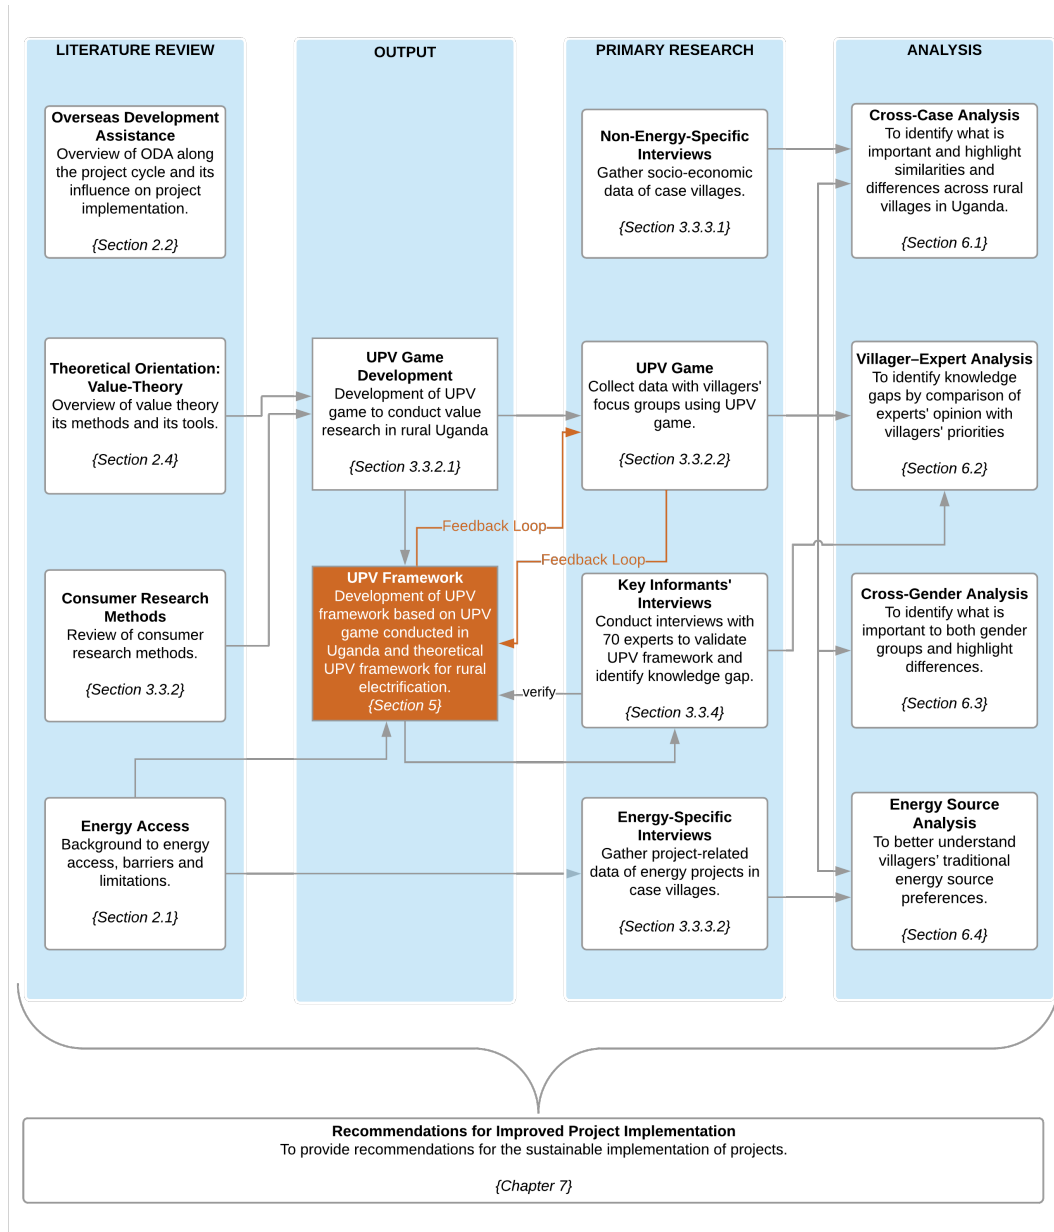 LITERATURE REVIEW
Overseas Development
Assistance
Overview of ODA along
the project cycle and its
influence on project
implementation.
{Section 2.2}
Theoretical Orientation:
Value-Theory
Overview of value theory
its methods and its tools.
{Section 2.4}
Consumer Research
Methods
Review of consumer
research methods.
{Section 3.3.2}
Energy Access
Background to energy
access, barriers and
limitations.
{Section 2.1}
OUTPUT
UPV Game
Development
Development of UPV
game to conduct value
research in rural Uganda
{Section 3.3.2.1}
Feedback Loop
Feedback Loop
UPV Framework
Development of UPV
framework based on UPV
game conducted in
Uganda and theoretical
UPV framework for rural
electrification.
{Section 5}
verify
PRIMARY RESEARCH
Non-Energy-Specific
Interviews
Gather socio-economic
data of case villages.
{Section 3.3.3.1}
UPV Game
Collect data with villagers'
focus groups using UPV
game.
{Section 3.3.2.2}
Key Informants'
Interviews
Conduct interviews with
70 experts to validate
UPV framework and
identify knowledge gap.
{Section 3.3.4}
Energy-Specific
Interviews
Gather project-related
data of energy projects in
case villages.
{Section 3.3.3.2}
ANALYSIS
Cross-Case Analysis
To identify what is
important and highlight
similarities and
differences across rural
villages in Uganda.
{Section 6.1}
Villager–Expert Analysis
To identify knowledge
gaps by comparison of
experts' opinion with
villagers' priorities
{Section 6.2}
Cross-Gender Analysis
To identify what is
important to both gender
groups and highlight
differences.
{Section 6.3}
Energy Source
Analysis
To better understand
villagers’ traditional
energy source
preferences.
{Section 6.4}
Recommendations for Improved Project Implementation
To provide recommendations for the sustainable implementation of projects.
{Chapter 7}